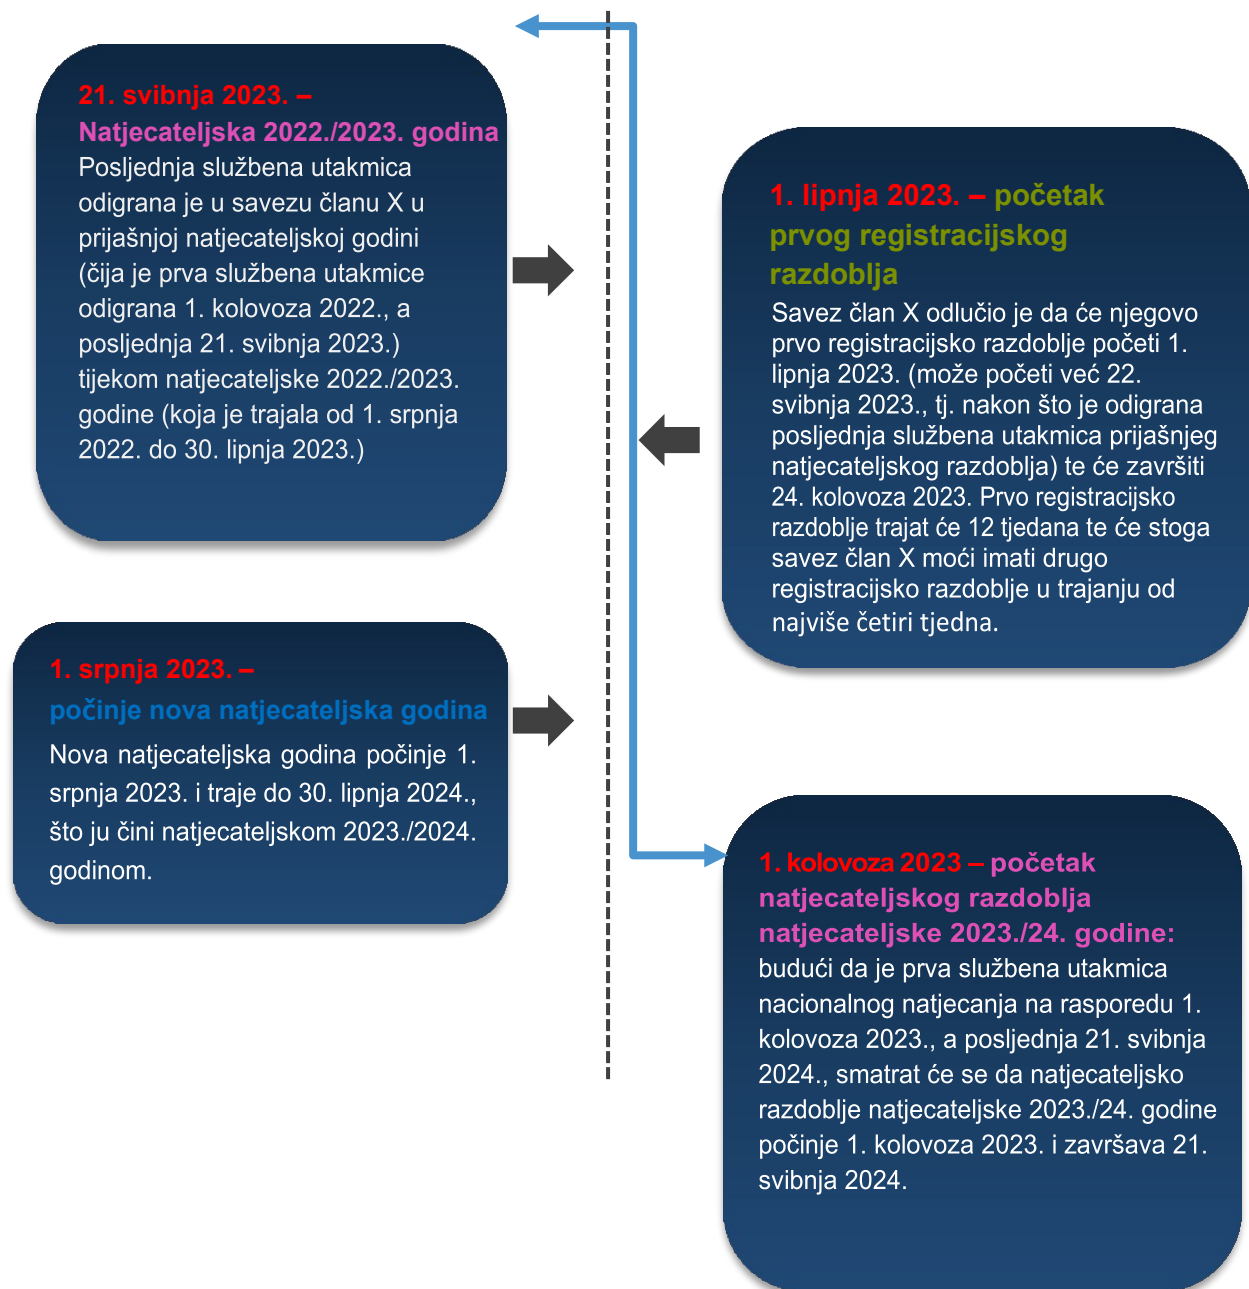 21. svibnja 2023. –
Natjecateljska 2022./2023. godina
Posljednja službena utakmica
odigrana je u savezu članu X u
prijašnjoj natjecateljskoj godini
(čija je prva službena utakmice
odigrana 1. kolovoza 2022., a
posljednja 21. svibnja 2023.)
tijekom natjecateljske 2022./2023.
godine (koja je trajala od 1. srpnja
2022. do 30. lipnja 2023.)
1. lipnja 2023. – početak
prvog registracijskog
razdoblja
Savez član X odlučio je da će njegovo
prvo registracijsko razdoblje početi 1.
lipnja 2023. (može početi već 22.
svibnja 2023., tj. nakon što je odigrana
posljednja službena utakmica prijašnjeg
natjecateljskog razdoblja) te će završiti
24. kolovoza 2023. Prvo registracijsko
razdoblje trajat će 12 tjedana te će stoga
savez član X moći imati drugo
registracijsko razdoblje u trajanju od
najviše četiri tjedna.
1. srpnja 2023. –
počinje nova natjecateljska godina
Nova natjecateljska godina počinje 1.
srpnja 2023. i traje do 30. lipnja 2024.,
što ju čini natjecateljskom 2023./2024.
godinom.
1. kolovoza 2023 – početak
natjecateljskog razdoblja
natjecateljske 2023./24. godine:
budući da je prva službena utakmica
nacionalnog natjecanja na rasporedu 1.
kolovoza 2023., a posljednja 21. svibnja
2024., smatrat će se da natjecateljsko
razdoblje natjecateljske 2023./24. godine
počinje 1. kolovoza 2023. i završava 21.
svibnja 2024.